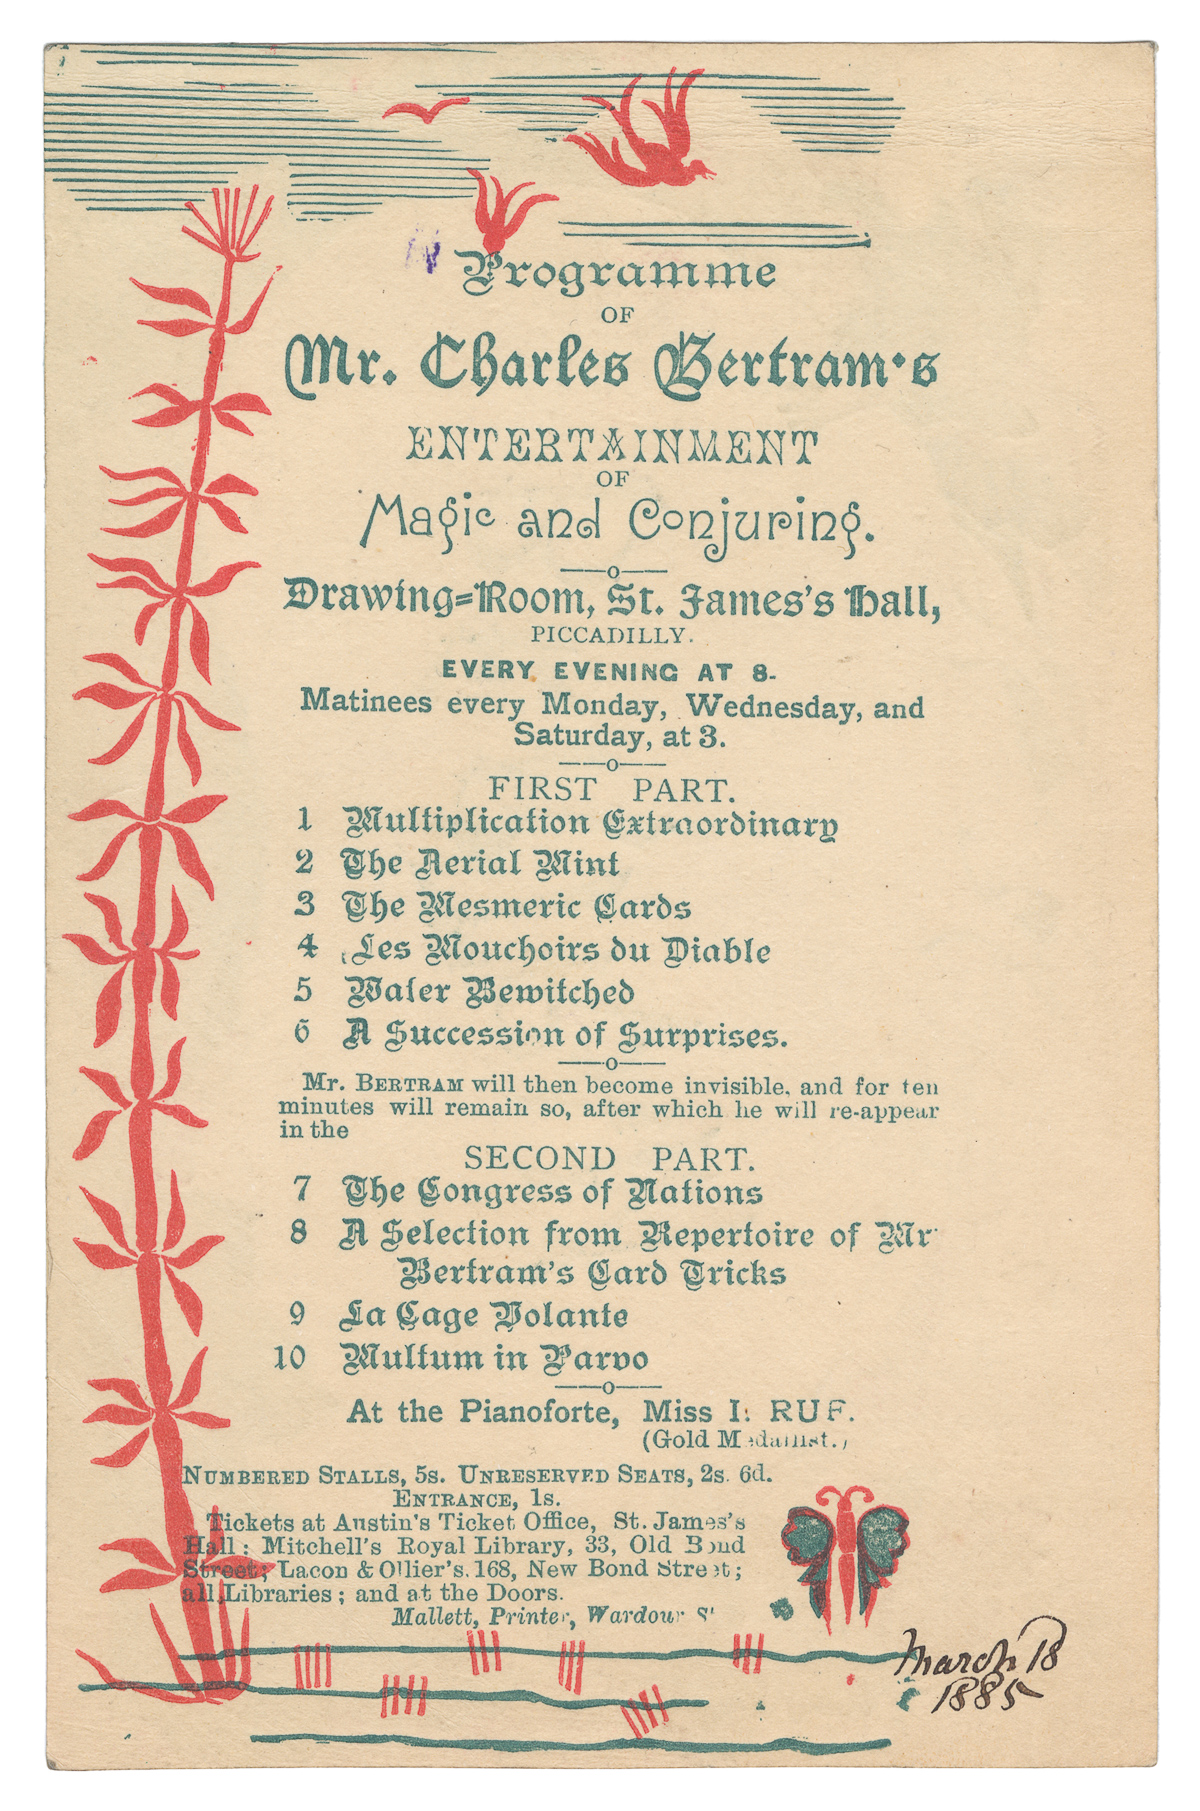 Programme
OF
Mr. Charles Bertram's
ENTERTAINMENT
OF
Magic and Conjuring.
Drawing=Room, St. James's Hall,
PICCADILLY.
EVERY EVENING AT 8.
Matinees every Monday, Wednesday, and
Saturday, at 3.
FIRST PART.
1 Multiplication Extraordinary
2 The Aerial Mint
3 The Mesmeric Cards
4 Les Mouchoirs du Diable
5 Water Bewitched
6 A Succession of Surprises.
Mr. BERTRAM will then become invisible, and for ten
minutes will remain so, after which he will re-appear
in the
SECOND PART.
7 The Congress of Nations
8 A Selection from Repertoire of Mr
Bertram's Card Tricks
9 La Cage Volante
10 Multum in Parvo
At the Pianoforte, Miss
(Gold Medallist.)
NUMBERED STALLS, 5s. UNRESERVED SEATS, 2s. 6d.
ENTRANCE, 1s.
Tickets at Austin's Ticket Office, St. James's
Hall: Mitchell's Royal Library, 33, Old Bond
Street; Lacon & Ollier's, 168, New Bond Street;
all Libraries; and at the Doors.
Mallett, Printer, Wardour
March 18
1885